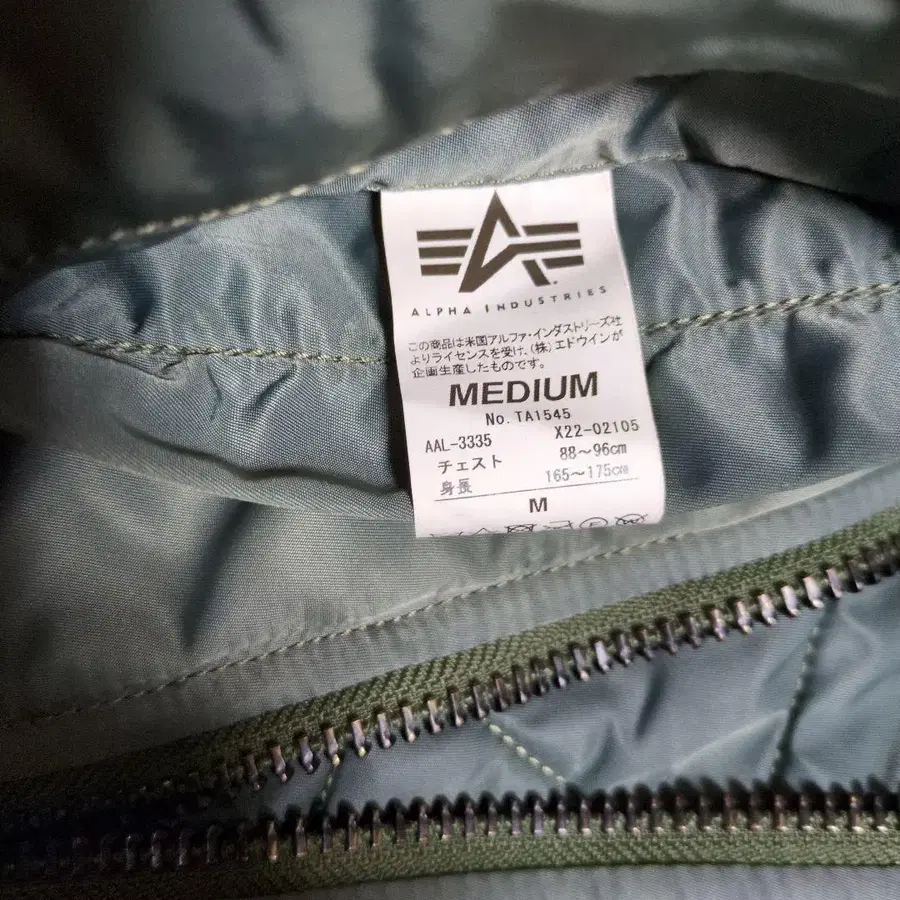 ALPHA INDUSTRIES
この商品は米国アルファ・インダストリーズ社
よりライセンスを受け、(株)エドウインが
企画生産したものです。
MEDIUM
No. TA1545
AAL-3335 X22-02105
チェスト 88～96cm
身長 165～175cm
M